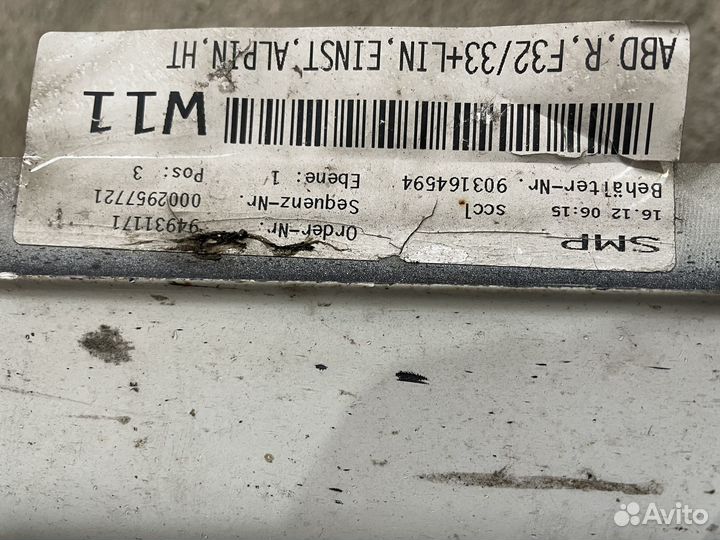 SMP
16.12 06:15 sccl Order-Nr. 94931171
Behälter-Nr. 903164594 Sequenz-Nr. 0002957721
Ebene: 1 Pos: 3
W11
ABD,R,F32/33+LIN,EINST,ALPIN,HT
Avito